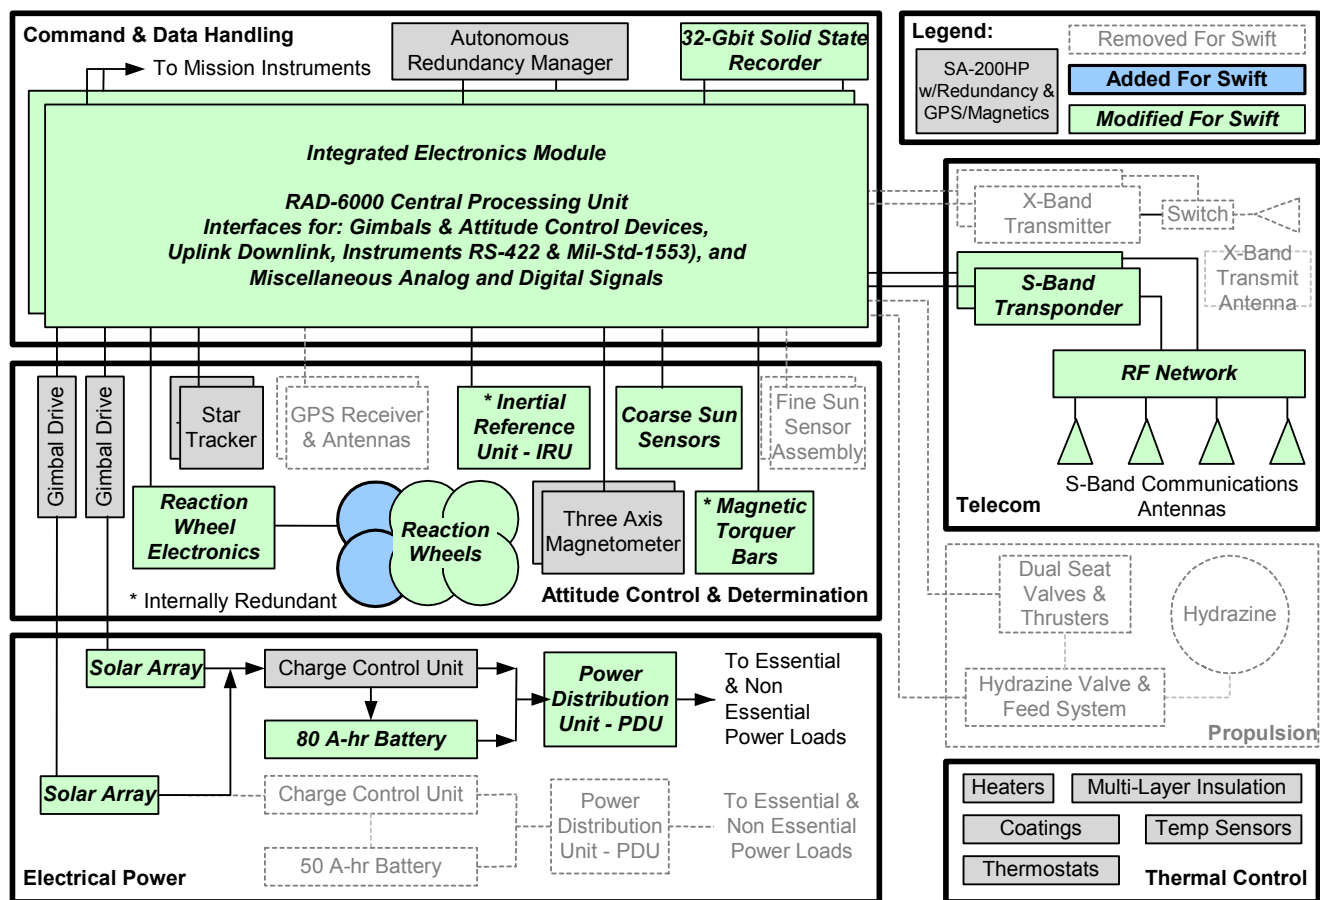 Command & Data Handling
To Mission Instruments
Autonomous
Redundancy Manager
32-Gbit Solid State
Recorder
Integrated Electronics Module
RAD-6000 Central Processing Unit
Interfaces for: Gimbals & Attitude Control Devices,
Uplink Downlink, Instruments RS-422 & Mil-Std-1553), and
Miscellaneous Analog and Digital Signals
Legend:
SA-200HP
w/Redundancy &
GPS/Magnetics
Removed For Swift
Added For Swift
Modified For Swift
X-Band
Transmitter
Switch
X-Band
Transmit
Antenna
S-Band
Transponder
RF Network
S-Band Communications
Antennas
Telecom
Gimbal Drive
Gimbal Drive
Star
Tracker
GPS Receiver
& Antennas
* Inertial
Reference
Unit - IRU
Coarse Sun
Sensors
Fine Sun
Sensor
Assembly
Reaction
Wheel
Electronics
Reaction
Wheels
Three Axis
Magnetometer
* Magnetic
Torquer
Bars
* Internally Redundant
Attitude Control & Determination
Dual Seat
Valves &
Thrusters
Hydrazine
Hydrazine Valve &
Feed System
Propulsion
Solar Array
Charge Control Unit
80 A-hr Battery
Power
Distribution
Unit - PDU
To Essential
& Non
Essential
Power Loads
Solar Array
Charge Control Unit
50 A-hr Battery
Power
Distribution
Unit - PDU
To Essential &
Non Essential
Power Loads
Electrical Power
Heaters
Multi-Layer Insulation
Coatings
Temp Sensors
Thermostats
Thermal Control